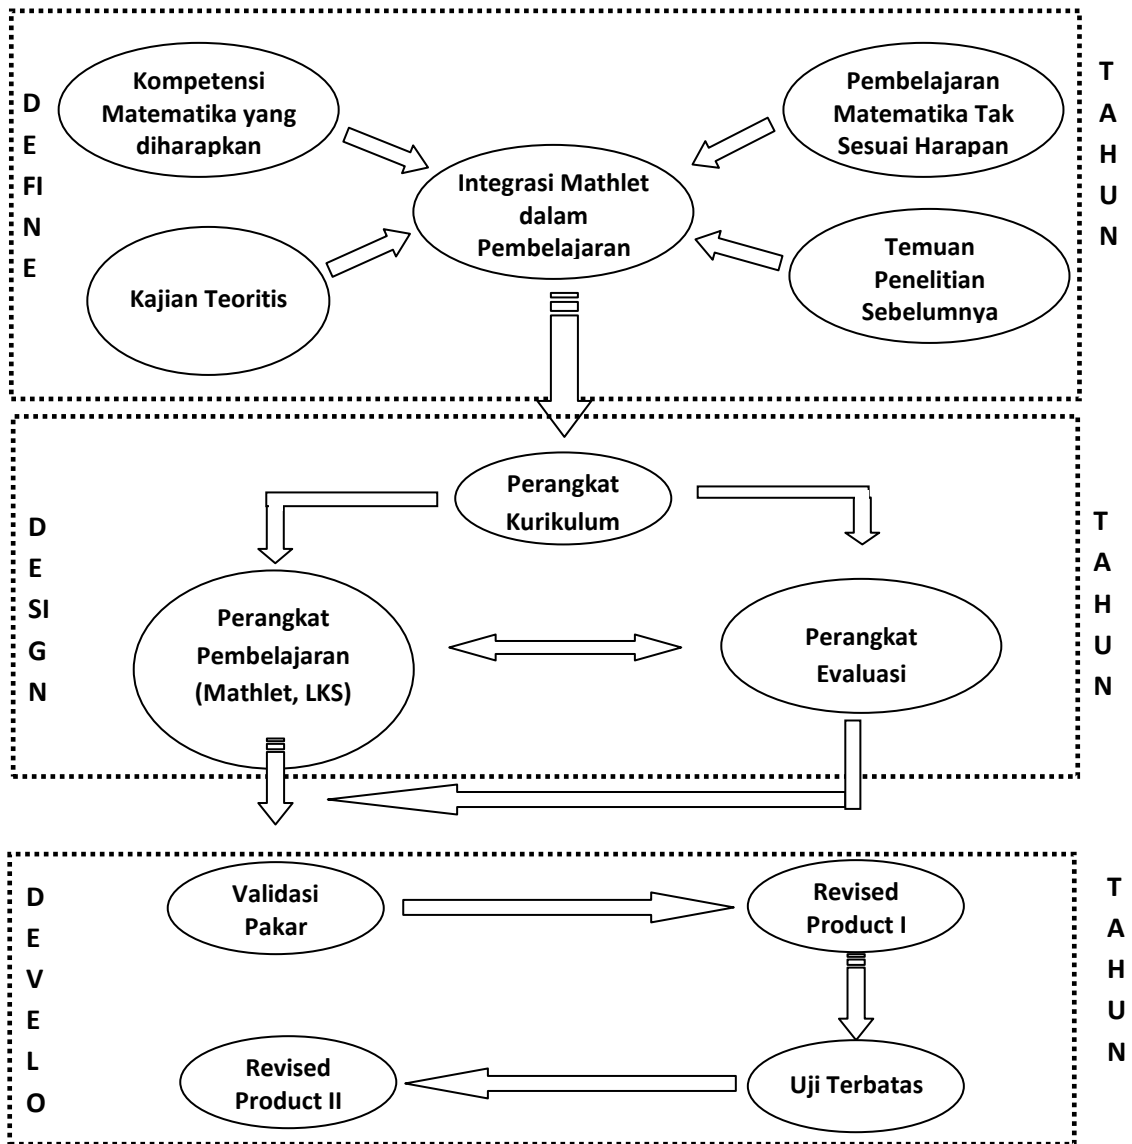 D
E
FI
N
E
Kompetensi
Matematika yang
diharapkan
Pembelajaran
Matematika Tak
Sesuai Harapan
Integrasi Mathlet
dalam
Pembelajaran
Kajian Teoritis
Temuan
Penelitian
Sebelumnya
T
A
H
U
N
D
E
SI
G
N
Perangkat
Kurikulum
Perangkat
Pembelajaran
(Mathlet, LKS)
Perangkat
Evaluasi
T
A
H
U
N
D
E
V
E
L
O
Validasi
Pakar
Revised
Product I
Revised
Product II
Uji Terbatas
T
A
H
U
N